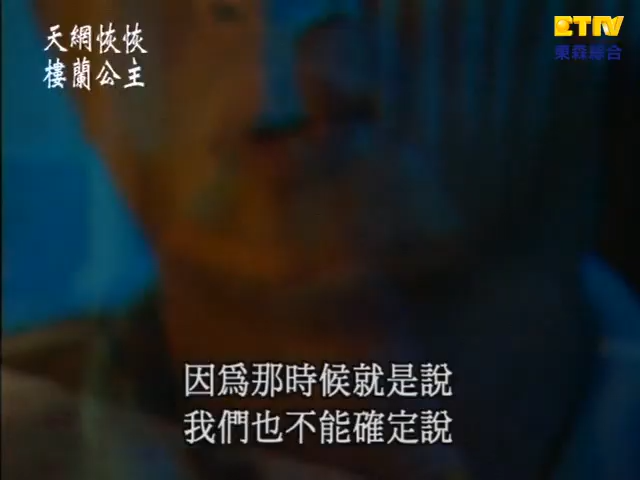 天網恢恢
樓蘭公主
ETTV
東森綜合
因為那時候就是說
我們也不能確定說